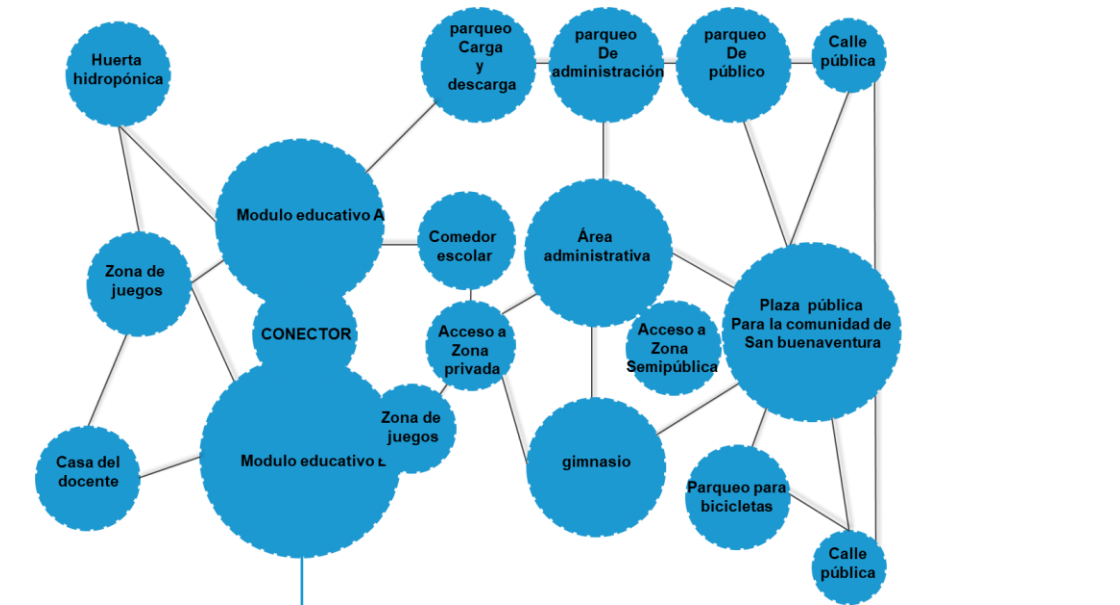 parqueo
Carga
y
descarga
parqueo
De
administración
parqueo
De
público
Calle
pública
Huerta
hidropónica
Modulo educativo A
Comedor
escolar
Área
administrativa
Zona de
juegos
Plaza pública
Para la comunidad de
San buenaventura
CONECTOR
Acceso a
Zona
privada
Acceso a
Zona
Semipública
Zona de
juegos
Casa del
docente
Modulo educativo
gimnasio
Parqueo para
bicicletas
Calle
pública